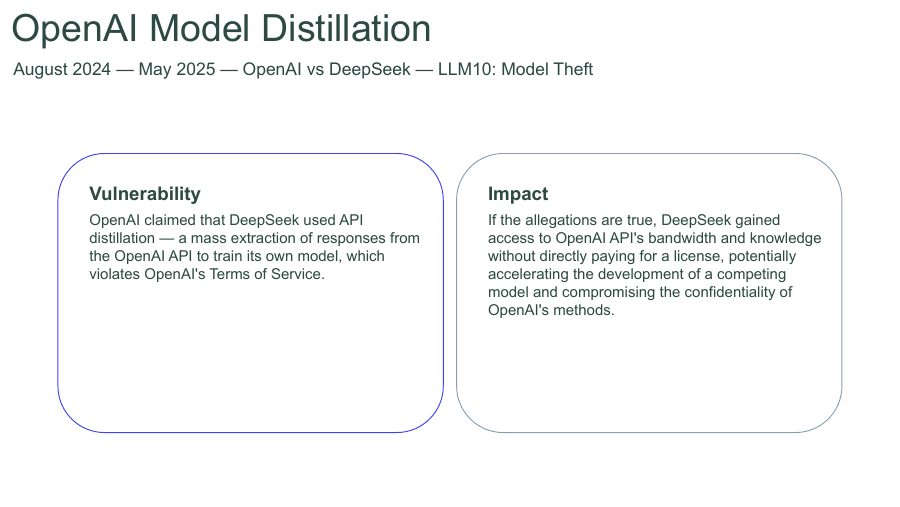 OpenAI Model Distillation
August 2024 — May 2025 — OpenAI vs DeepSeek — LLM10: Model Theft
Vulnerability
OpenAI claimed that DeepSeek used API
distillation — a mass extraction of responses from
the OpenAI API to train its own model, which
violates OpenAI's Terms of Service.
Impact
If the allegations are true, DeepSeek gained
access to OpenAI API's bandwidth and knowledge
without directly paying for a license, potentially
accelerating the development of a competing
model and compromising the confidentiality of
OpenAI's methods.